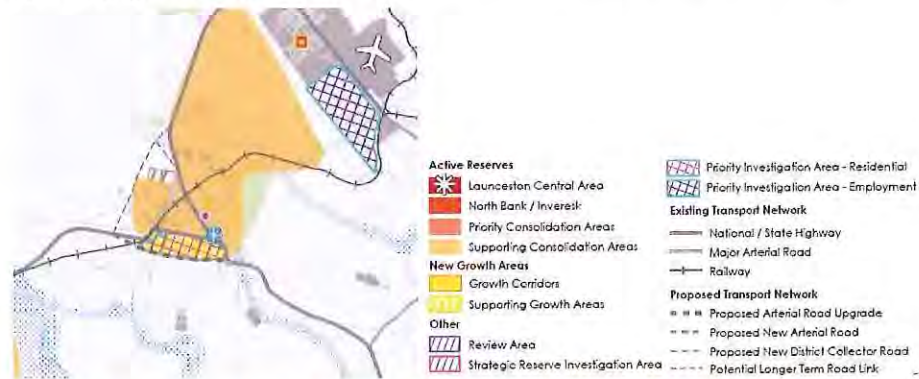 Active Reserves
Launceston Central Area
North Bank / Inveresk
Priority Consolidation Areas
Supporting Consolidation Areas
New Growth Areas
Growth Corridors
Supporting Growth Areas
Other
Review Area
Strategic Reserve Investigation Area
Priority Investigation Area - Residential
Priority Investigation Area - Employment
Existing Transport Network
National / State Highway
Major Arterial Road
Railway
Proposed Transport Network
Proposed Arterial Road Upgrade
Proposed New Arterial Road
Proposed New District Collector Road
Potential Longer Term Road Link